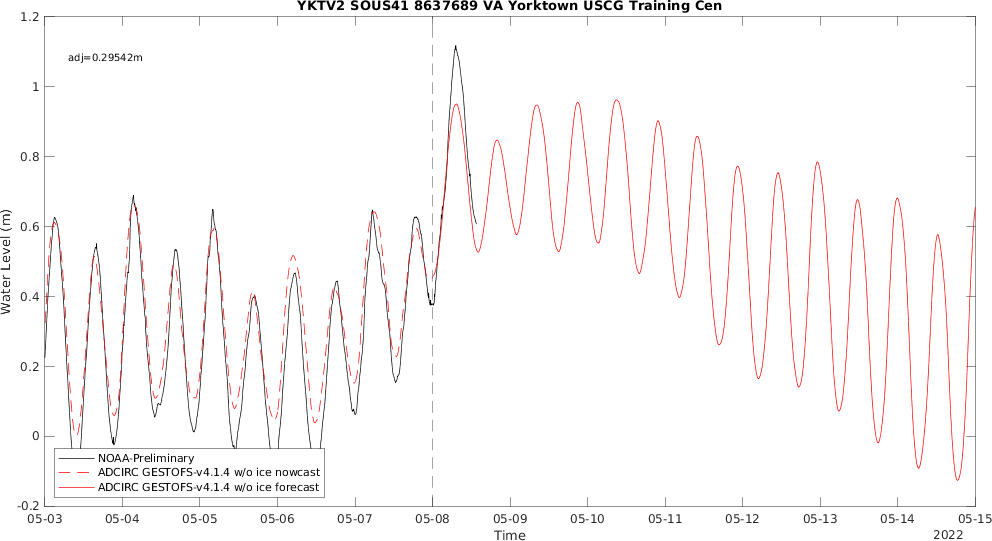 YKTV2 SOUS41 8637689 VA Yorktown USCG Training Cen
adj=0.29542m
Water Level (m)
1.2
1
0.8
0.6
0.4
0.2
0
-0.2
NOAA-Preliminary
ADCIRC GESTOFS-v4.1.4 w/o ice nowcast
ADCIRC GESTOFS-v4.1.4 w/o ice forecast
05-03 05-04 05-05 05-06 05-07 05-08 05-09 05-10 05-11 05-12 05-13 05-14 05-15
Time
2022